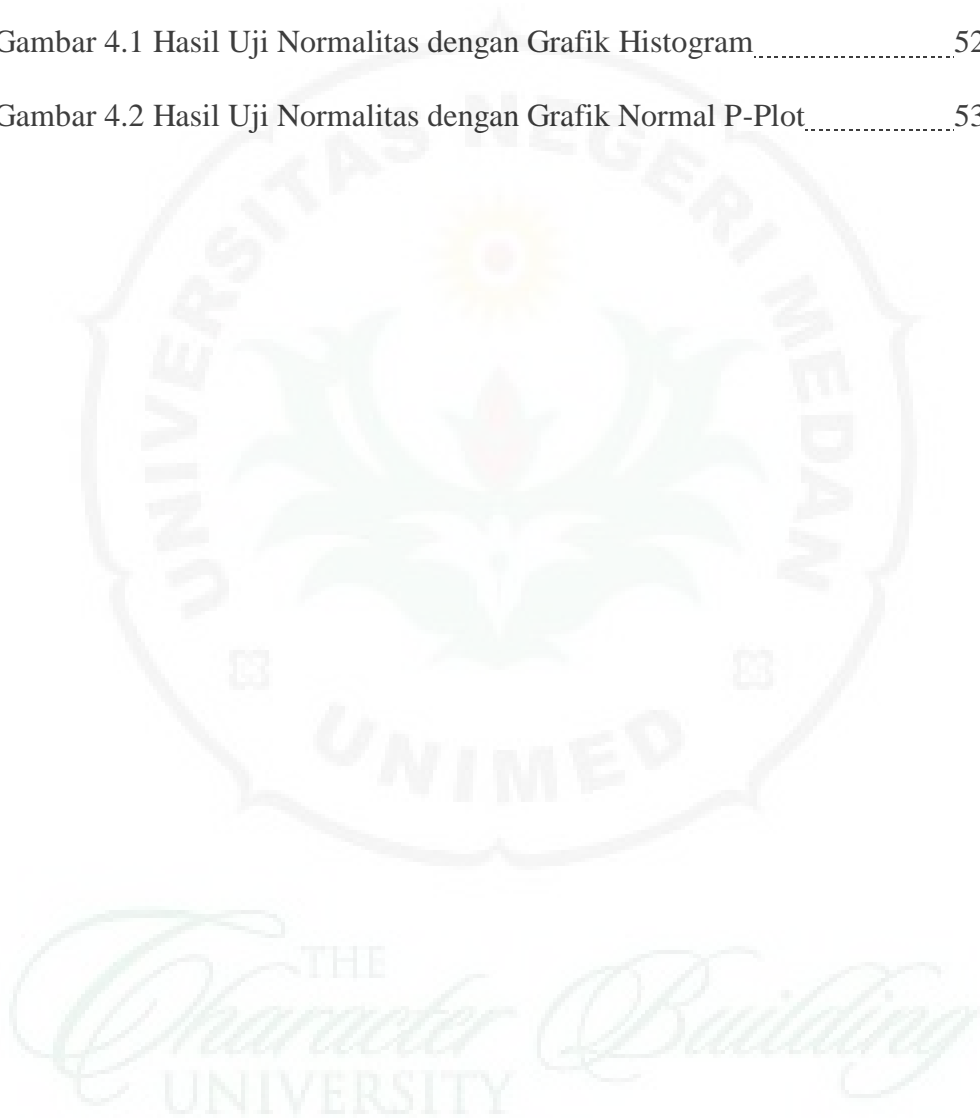 Gambar 4.1 Hasil Uji Normalitas dengan Grafik Histogram 52
Gambar 4.2 Hasil Uji Normalitas dengan Grafik Normal P-Plot 53
UNIVERSITAS NEGERI MEDAN
UNIMED
THE
Character Building
UNIVERSITY